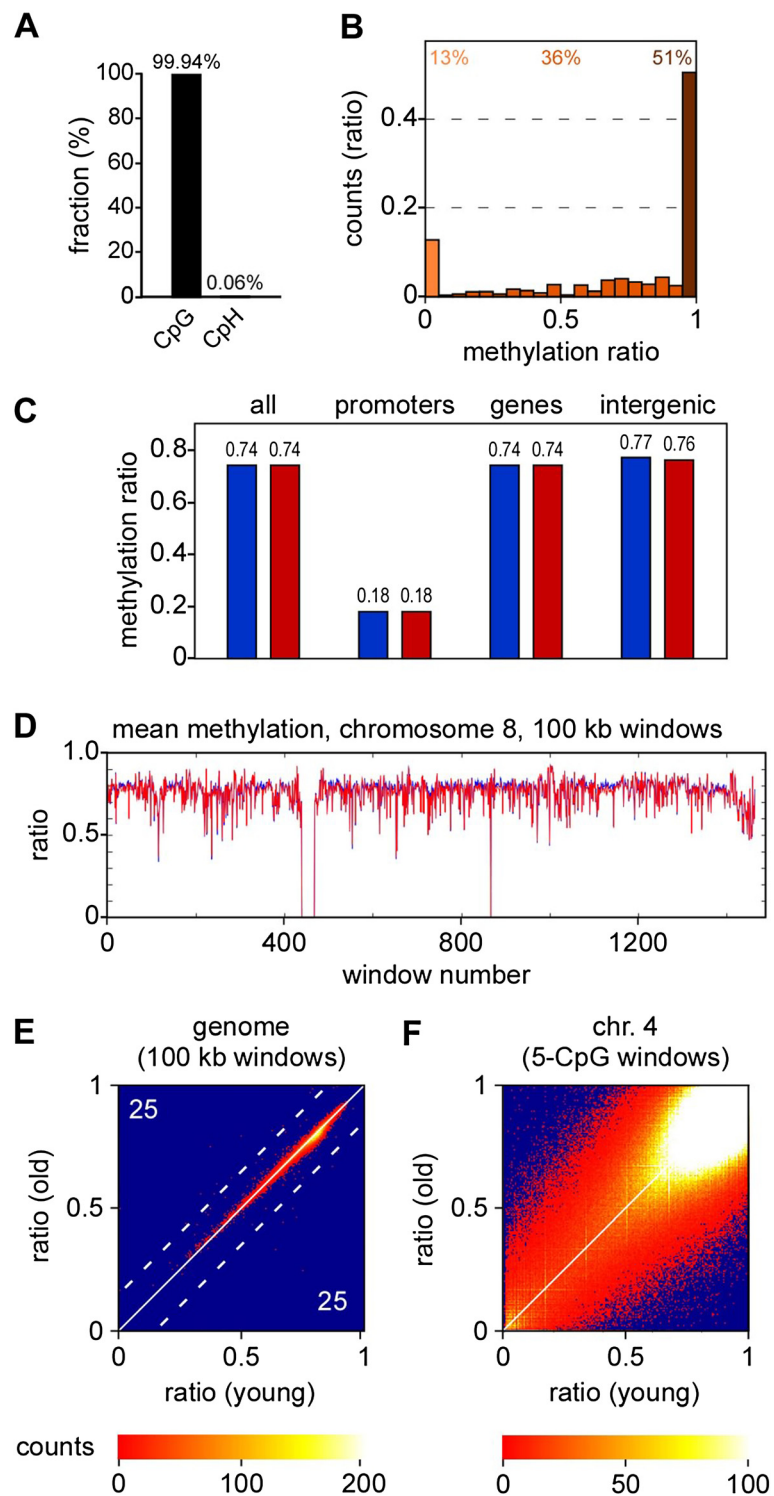 A
99.94%
100
80
60
40
20
0
fraction (%)
0.06%
CpG
CpH
B
13%
36%
51%
0.4
0.2
0
counts (ratio)
0
0.5
1
methylation ratio
C
all
promoters
genes
intergenic
0.8
0.6
0.4
0.2
0
methylation ratio
0.74
0.74
0.18
0.18
0.74
0.74
0.77
0.76
D
mean methylation, chromosome 8, 100 kb windows
1.0
0.5
0
ratio
0
400
800
1200
window number
E
genome
(100 kb windows)
1
0.5
0
ratio (old)
25
25
0
0.5
1
ratio (young)
counts
0
100
200
F
chr. 4
(5-CpG windows)
1
0.5
0
ratio (old)
0
0.5
1
ratio (young)
0
50
100